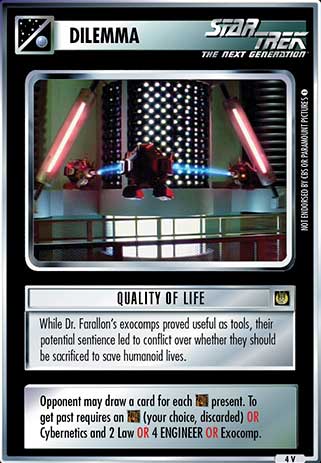 DILEMMA
STAR TREK
THE NEXT GENERATION®
NOT ENDORSED BY CBS OR PARAMOUNT PICTURES
QUALITY OF LIFE
While Dr. Farallon's exocomps proved useful as tools, their
potential sentience led to conflict over whether they should
be sacrificed to save humanoid lives.
Opponent may draw a card for each present. To
get past requires an (your choice, discarded) OR
Cybernetics and 2 Law OR 4 ENGINEER OR Exocomp.
4 V